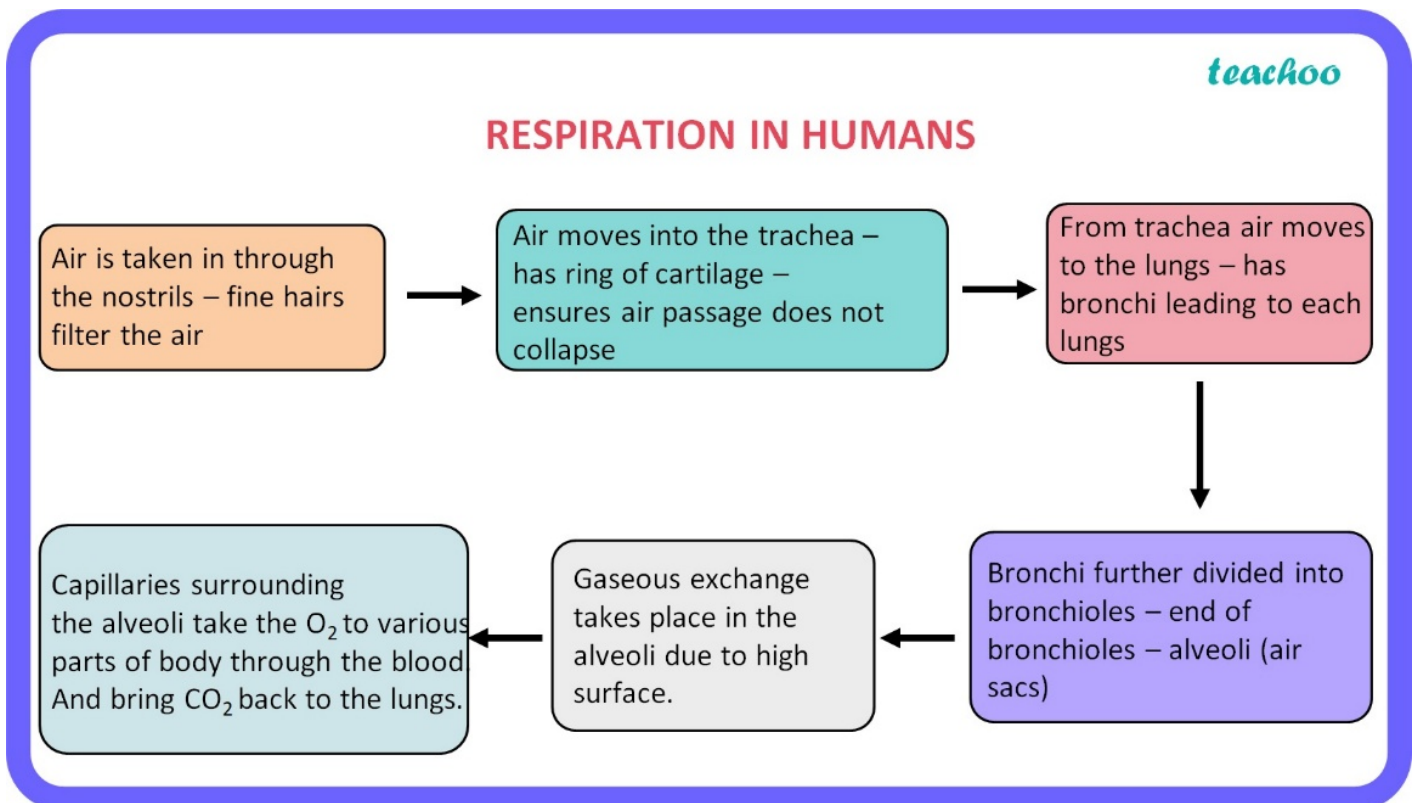 teachoo
RESPIRATION IN HUMANS
Air is taken in through
the nostrils – fine hairs
filter the air
Air moves into the trachea –
has ring of cartilage –
ensures air passage does not
collapse
From trachea air moves
to the lungs – has
bronchi leading to each
lungs
Bronchi further divided into
bronchioles – end of
bronchioles – alveoli (air
sacs)
Gaseous exchange
takes place in the
alveoli due to high
surface.
Capillaries surrounding
the alveoli take the O₂ to various
parts of body through the blood.
And bring CO₂ back to the lungs.